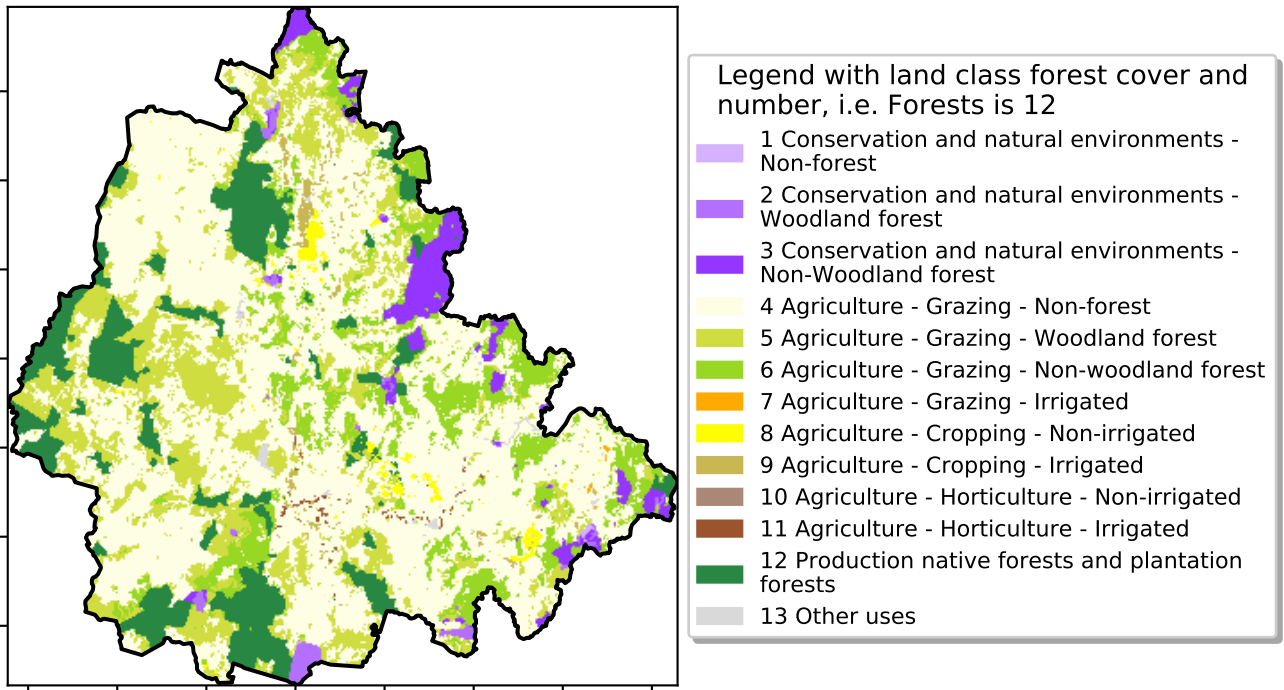 Legend with land class forest cover and
number, i.e. Forests is 12
1 Conservation and natural environments -
Non-forest
2 Conservation and natural environments -
Woodland forest
3 Conservation and natural environments -
Non-Woodland forest
4 Agriculture - Grazing - Non-forest
5 Agriculture - Grazing - Woodland forest
6 Agriculture - Grazing - Non-woodland forest
7 Agriculture - Grazing - Irrigated
8 Agriculture - Cropping - Non-irrigated
9 Agriculture - Cropping - Irrigated
10 Agriculture - Horticulture - Non-irrigated
11 Agriculture - Horticulture - Irrigated
12 Production native forests and plantation
forests
13 Other uses